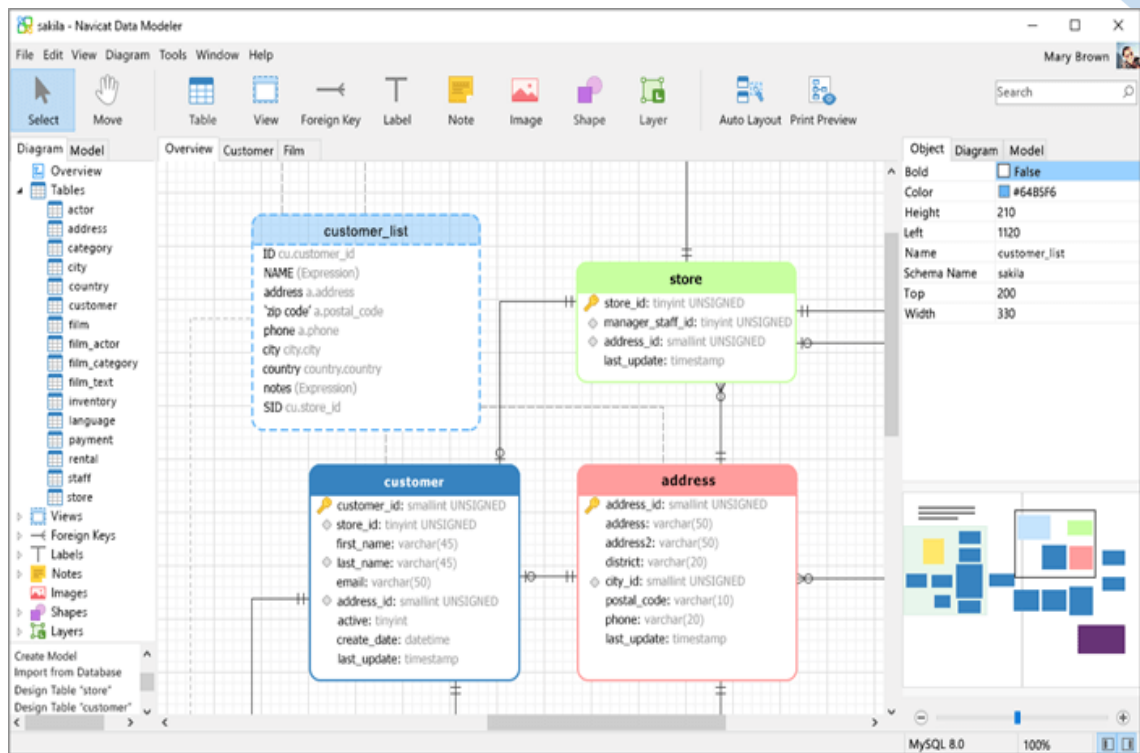 sakila - Navicat Data Modeler
File Edit View Diagram Tools Window Help
Mary Brown
Select Move Table View Foreign Key Label Note Image Shape Layer Auto Layout Print Preview
Search
Diagram Model
Overview
Tables
actor
address
category
city
country
customer
film
film_actor
film_category
film_text
inventory
language
payment
rental
staff
store
Views
Foreign Keys
Labels
Notes
Images
Shapes
Layers
Create Model
Import from Database
Design Table "store"
Design Table "customer"
Overview Customer Film
customer_list
ID cu.customer_id
NAME (Expression)
address a.address
'zip code' a.postal_code
phone a.phone
city city.city
country country.country
notes (Expression)
SID cu.store_id
store
store_id: tinyint UNSIGNED
manager_staff_id: tinyint UNSIGNED
address_id: smallint UNSIGNED
last_update: timestamp
customer
customer_id: smallint UNSIGNED
store_id: tinyint UNSIGNED
first_name: varchar(45)
last_name: varchar(45)
email: varchar(50)
address_id: smallint UNSIGNED
active: tinyint
create_date: datetime
last_update: timestamp
address
address_id: smallint UNSIGNED
address: varchar(50)
address2: varchar(50)
district: varchar(20)
city_id: smallint UNSIGNED
postal_code: varchar(10)
phone: varchar(20)
last_update: timestamp
Object Diagram Model
Bold False
Color #64B5F6
Height 210
Left 1120
Name customer_list
Schema Name sakila
Top 200
Width 330
MySQL 8.0 100%